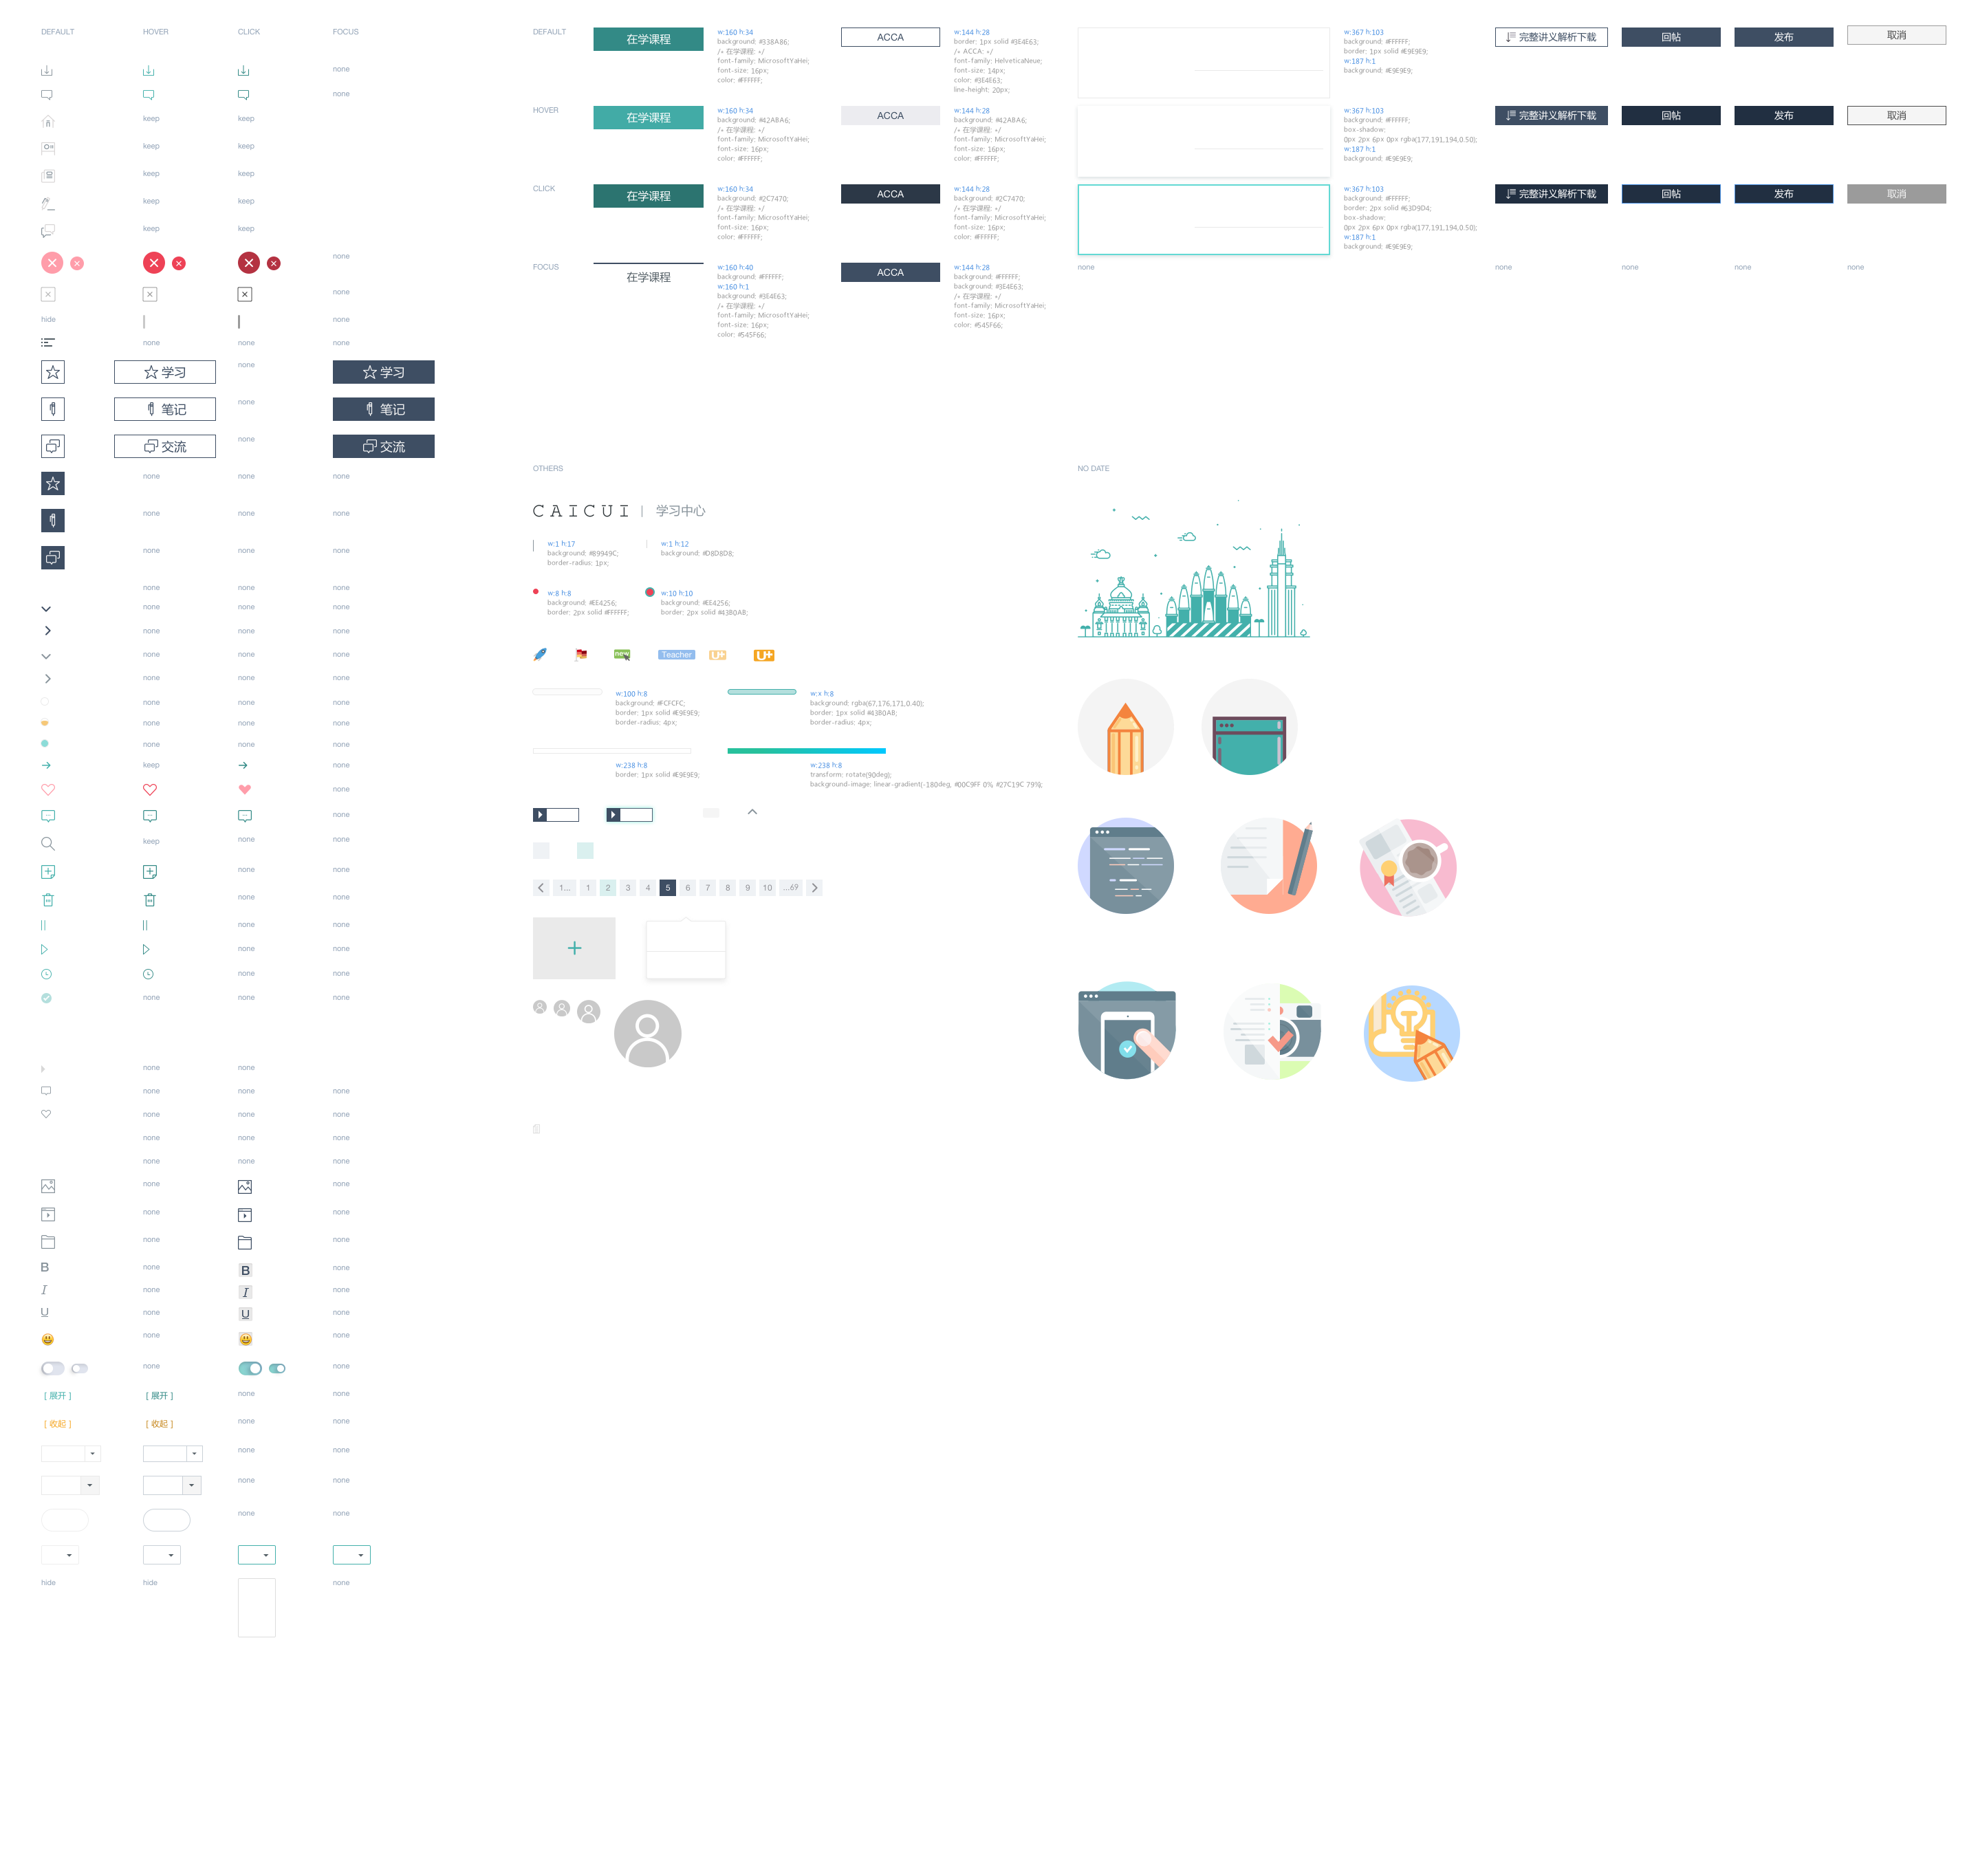 DEFAULT HOVER CLICK FOCUS
none
none
keep keep
keep keep
keep keep
keep keep
keep keep
none
none
hide none
none none none
学习 none 学习
笔记 none 笔记
交流 none 交流
none none none
none none none
none none none
none none none
none none none
none none none
none none none
none none none
none none none
none none none
none none none
keep none
none
none
keep none none
none none
none none
none none
none none
none none
none none none
none none
none none none
none none none
none none none
none none none
none none
none none
none none
B none B none
I none I none
U none U none
none none
none none
[ 展开 ] [ 展开 ] none none
[ 收起 ] [ 收起 ] none none
none none
none none
none none
hide hide none
DEFAULT
在学课程
w:160 h:34
background: #338A86;
/* 在学课程: */
font-family: MicrosoftYaHei;
font-size: 16px;
color: #FFFFFF;
ACCA
w:144 h:28
border: 1px solid #3E4E63;
/* ACCA: */
font-family: HelveticaNeue;
font-size: 14px;
color: #3E4E63;
line-height: 20px;
w:367 h:103
background: #FFFFFF;
border: 1px solid #E9E9E9;
w:187 h:1
background: #E9E9E9;
完整讲义解析下载 回帖 发布 取消
HOVER
在学课程
w:160 h:34
background: #42ABA6;
/* 在学课程: */
font-family: MicrosoftYaHei;
font-size: 16px;
color: #FFFFFF;
ACCA
w:144 h:28
background: #42ABA6;
/* 在学课程: */
font-family: MicrosoftYaHei;
font-size: 16px;
color: #FFFFFF;
w:367 h:103
background: #FFFFFF;
box-shadow:
0px 2px 6px 0px rgba(177,191,194,0.50);
w:187 h:1
background: #E9E9E9;
完整讲义解析下载 回帖 发布 取消
CLICK
在学课程
w:160 h:34
background: #2C7470;
/* 在学课程: */
font-family: MicrosoftYaHei;
font-size: 16px;
color: #FFFFFF;
ACCA
w:144 h:28
background: #2C7470;
/* 在学课程: */
font-family: MicrosoftYaHei;
font-size: 16px;
color: #FFFFFF;
w:367 h:103
background: #FFFFFF;
border: 2px solid #63D9D4;
box-shadow:
0px 2px 6px 0px rgba(177,191,194,0.50);
w:187 h:1
background: #E9E9E9;
完整讲义解析下载 回帖 发布 取消
FOCUS
在学课程
w:160 h:40
background: #FFFFFF;
w:160 h:1
background: #3E4E63;
/* 在学课程: */
font-family: MicrosoftYaHei;
font-size: 16px;
color: #545F66;
ACCA
w:144 h:28
background: #FFFFFF;
background: #3E4E63;
/* 在学课程: */
font-family: MicrosoftYaHei;
font-size: 16px;
color: #545F66;
none none none none none
OTHERS
CAICUI | 学习中心
w:1 h:17
background: #89949C;
border-radius: 1px;
w:1 h:12
background: #D8D8D8;
w:8 h:8
background: #EE4256;
border: 2px solid #FFFFFF;
w:10 h:10
background: #EE4256;
border: 2px solid #43B0AB;
new Teacher U+ U+
w:100 h:8
background: #FCFCFC;
border: 1px solid #E9E9E9;
border-radius: 4px;
w:x h:8
background: rgba(67,176,171,0.40);
border: 1px solid #43B0AB;
border-radius: 4px;
w:238 h:8
border: 1px solid #E9E9E9;
w:238 h:8
transform: rotate(90deg);
background-image: linear-gradient(-180deg, #00C9FF 0%, #27C19C 79%);
1... 1 2 3 4 5 6 7 8 9 10 ...69
NO DATE